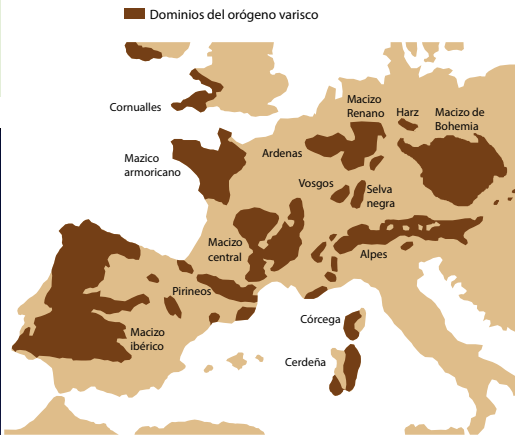 Dominios del orógeno varisco
Cornualles
Macizo
Renano
Harz
Macizo de
Bohemia
Ardenas
Mazico
armoricano
Vosgos
Selva
negra
Macizo
central
Alpes
Pirineos
Macizo
ibérico
Córcega
Cerdeña